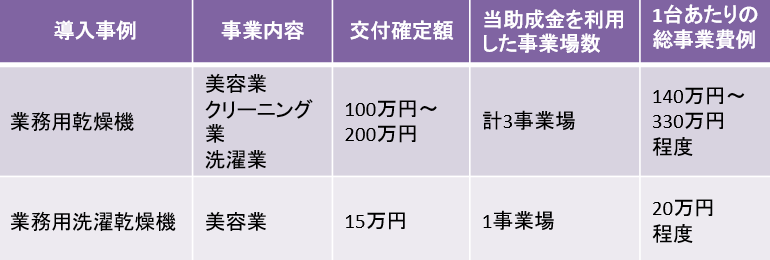 導入事例
事業内容
交付確定額
当助成金を利用
した事業場数
1台あたりの
総事業費例
業務用乾燥機
美容業
クリーニング
業
洗濯業
100万円～
200万円
計3事業場
140万円～
330万円
程度
業務用洗濯乾燥機
美容業
15万円
1事業場
20万円
程度